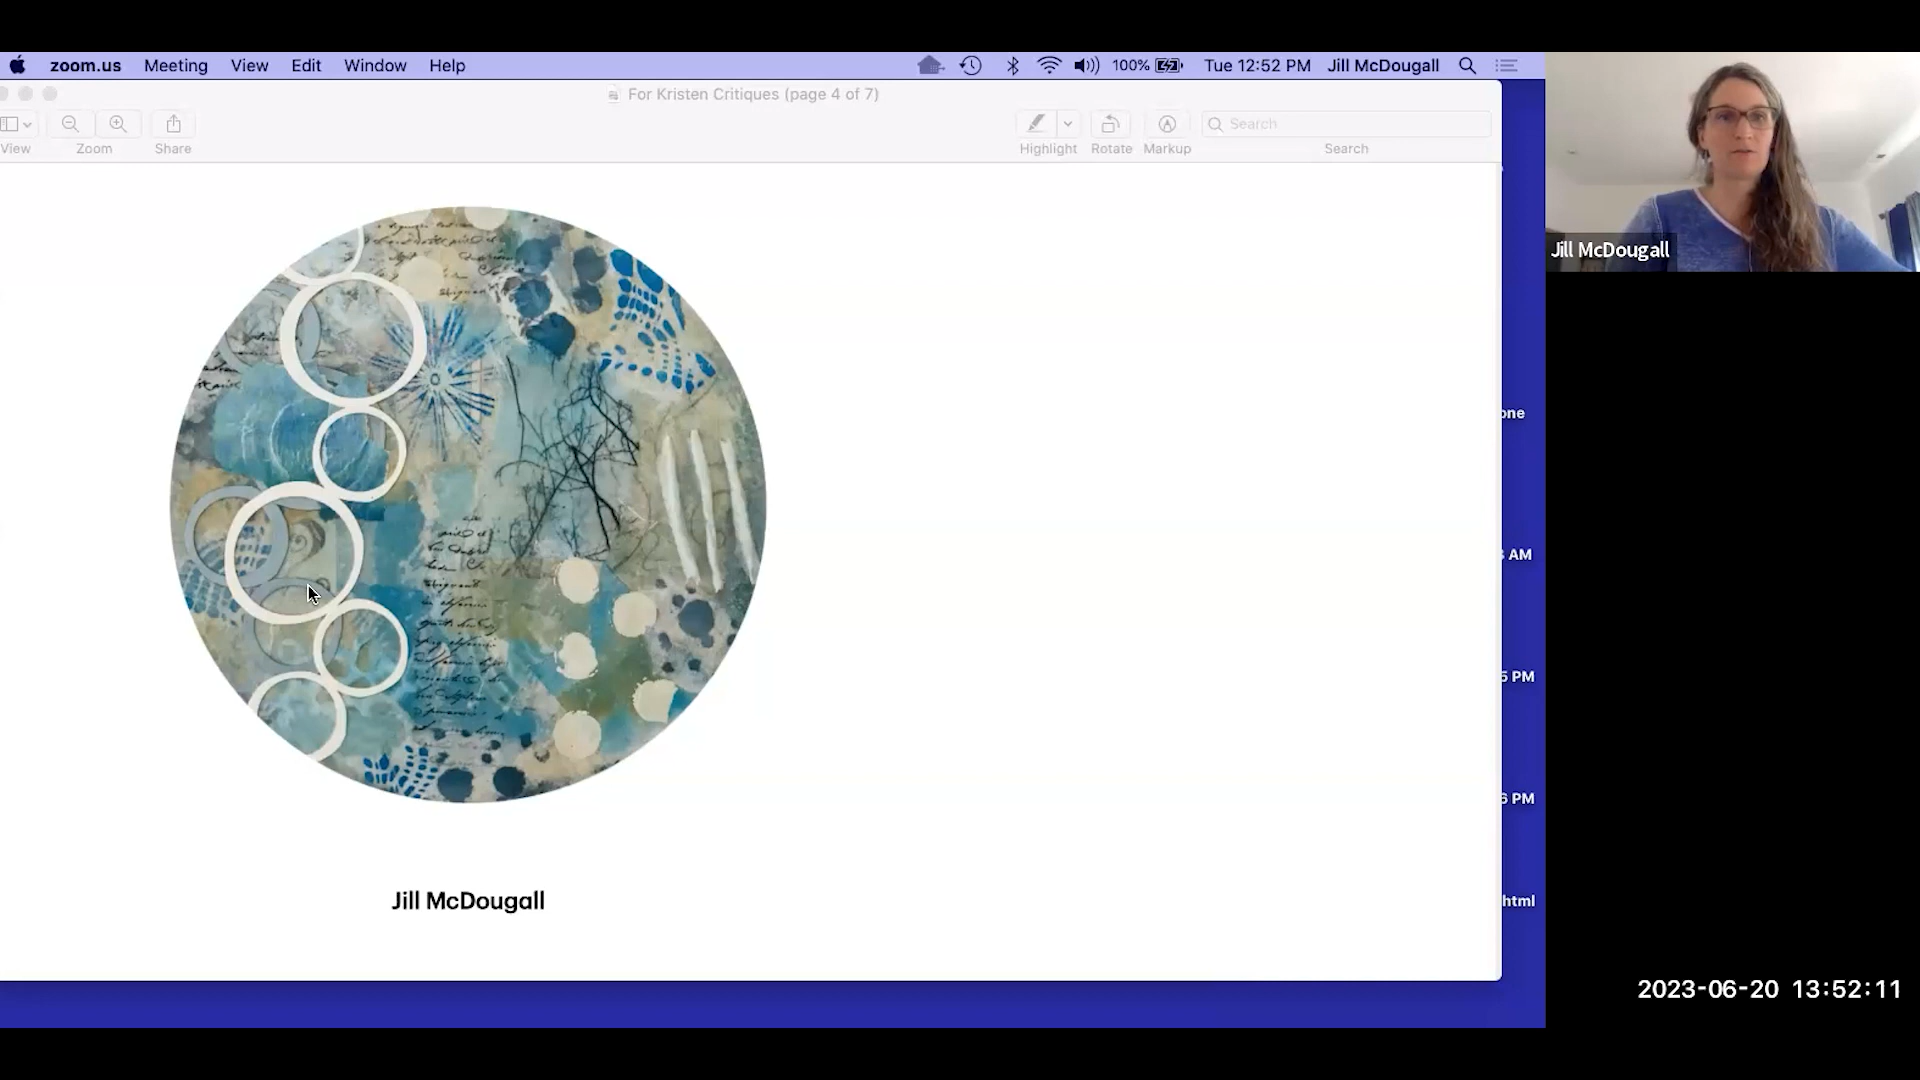 zoom.us Meeting View Edit Window Help 100% Tue 12:52 PM Jill McDougall
For Kristen Critiques (page 4 of 7)
Search
View Zoom Share Highlight Rotate Markup Search
Jill McDougall
one
AM
5 PM
6 PM
html
Jill McDougall
2023-06-20 13:52:11